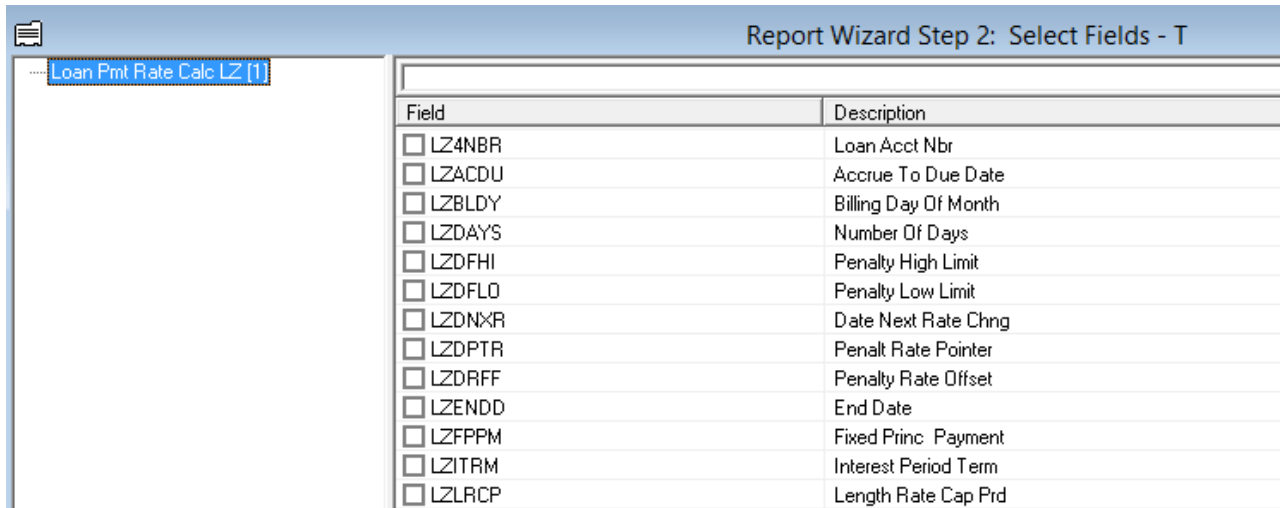 Report Wizard Step 2: Select Fields - T
Loan Pmt Rate Calc LZ [1]
Field Description
LZ4NBR Loan Acct Nbr
LZACDU Accrue To Due Date
LZBLDY Billing Day Of Month
LZDAYS Number Of Days
LZDFHI Penalty High Limit
LZDFLO Penalty Low Limit
LZDNXR Date Next Rate Chng
LZDPTR Penalt Rate Pointer
LZDRFF Penalty Rate Offset
LZENDD End Date
LZFPPM Fixed Princ Payment
LZITRM Interest Period Term
LZLRCP Length Rate Cap Prd